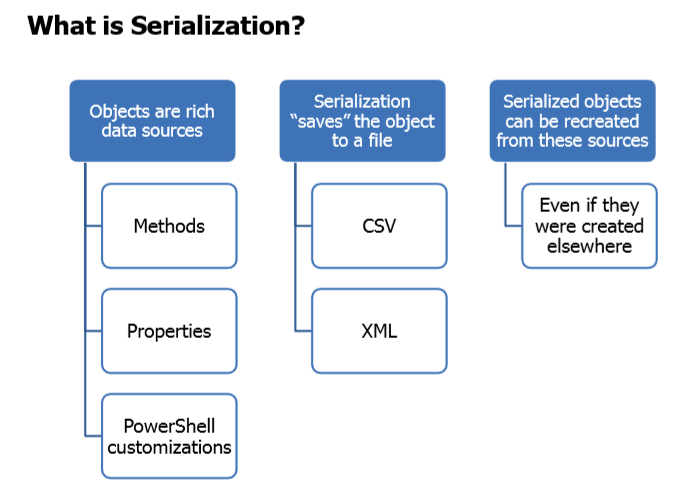 What is Serialization?
Objects are rich
data sources
Methods
Properties
PowerShell
customizations
Serialization
“saves” the object
to a file
CSV
XML
Serialized objects
can be recreated
from these sources
Even if they
were created
elsewhere